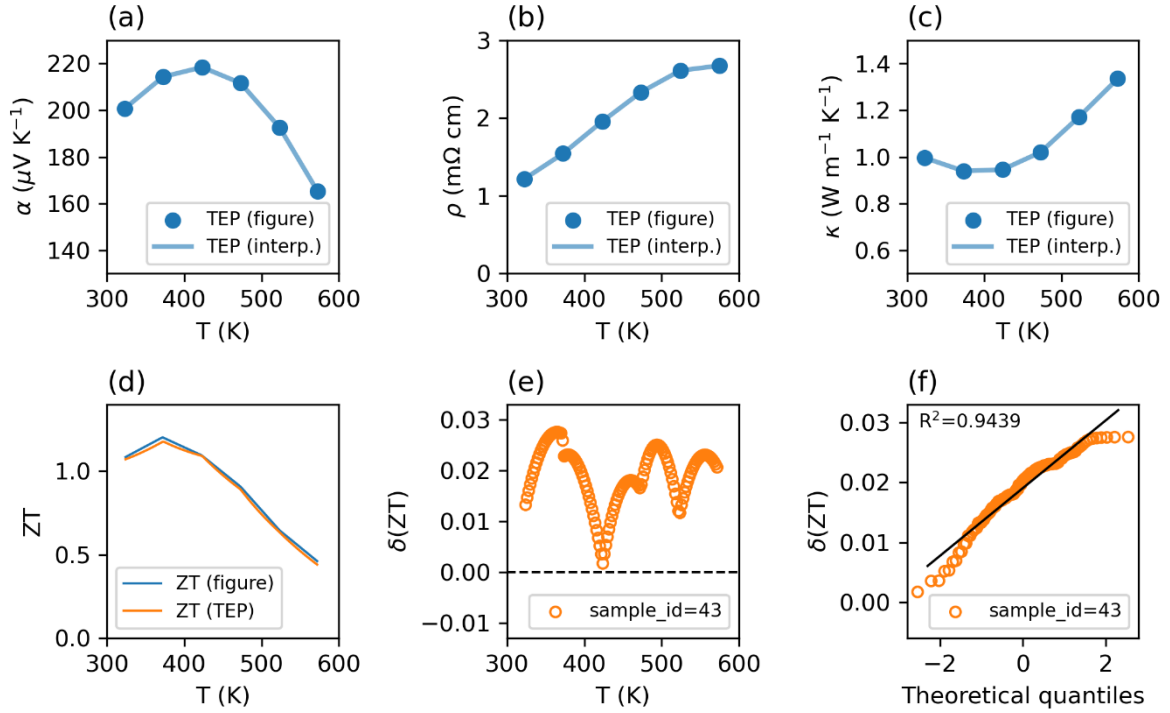 (a)
α (μV K⁻¹)
220
200
180
160
140
TEP (figure)
TEP (interp.)
300 400 500 600
T (K)
(b)
ρ (mΩ cm)
3
2
1
0
TEP (figure)
TEP (interp.)
300 400 500 600
T (K)
(c)
κ (W m⁻¹ K⁻¹)
1.4
1.2
1.0
0.8
0.6
TEP (figure)
TEP (interp.)
300 400 500 600
T (K)
(d)
ZT
1.0
0.5
0.0
ZT (figure)
ZT (TEP)
300 400 500 600
T (K)
(e)
δ(ZT)
0.03
0.02
0.01
0.00
−0.01
sample_id=43
300 400 500 600
T (K)
(f)
δ(ZT)
R²=0.9439
0.03
0.02
0.01
0.00
sample_id=43
−2 0 2
Theoretical quantiles